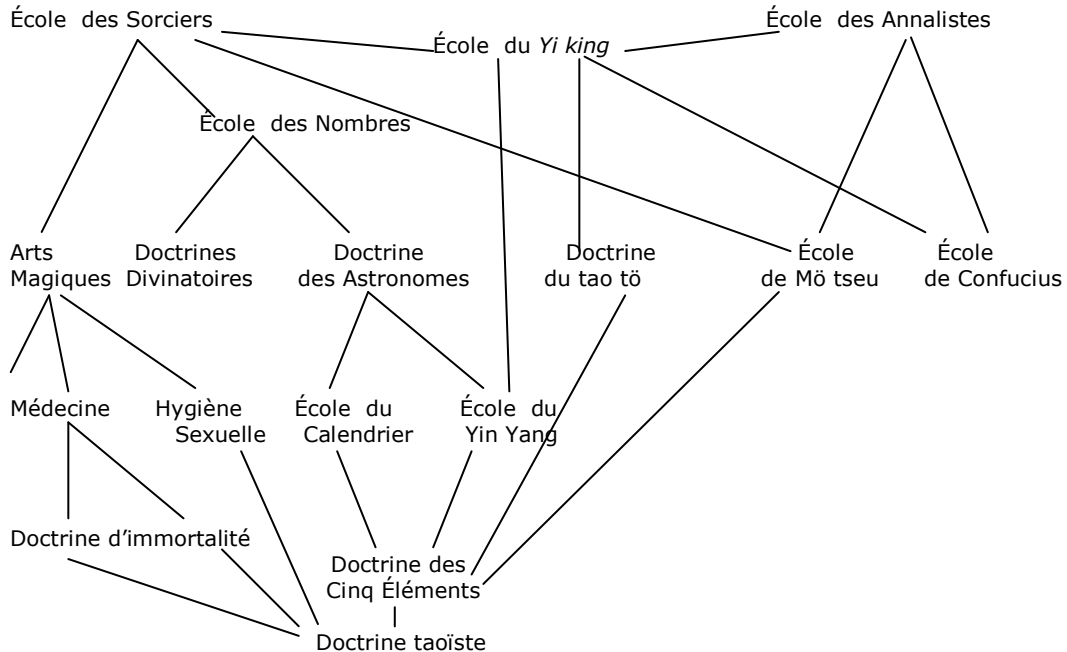 École des Sorciers
École des Annalistes
École du Yi king
École des Nombres
Arts
Magiques
Doctrines
Divinatoires
Doctrine
des Astronomes
Doctrine
du tao tö
École
de Mö tseu
École
de Confucius
Médecine
Hygiène
Sexuelle
École du
Calendrier
École du
Yin Yang
Doctrine d’immortalité
Doctrine des
Cinq Éléments
Doctrine taoïste